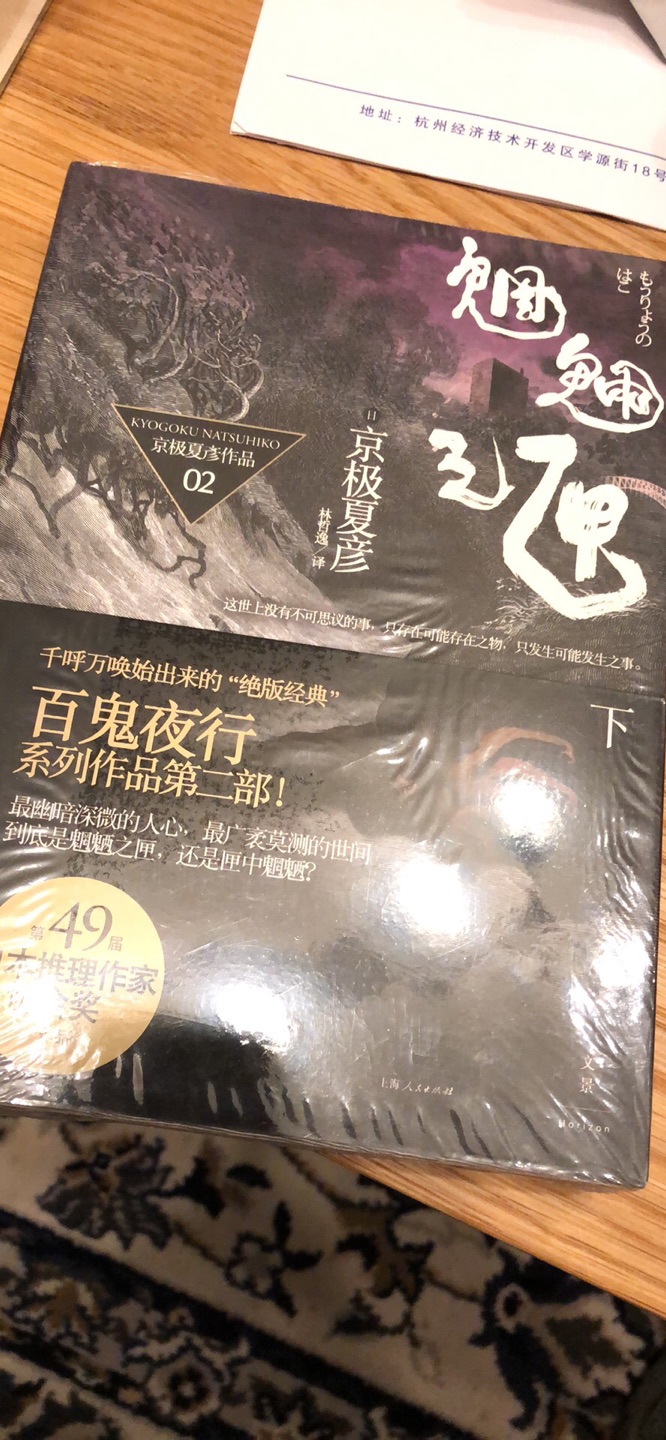 地址：杭州经济技术开发区学源街18号
もうりょうの
はこ
魍魉
之匣
KYOGOKU NATSUHIKO
京极夏彦作品
02
日
京极夏彦
林哲逸／译
这世上没有不可思议的事，只存在可能存在之物，只发生可能发生之事。
千呼万唤始出来的“绝版经典”
百鬼夜行
系列作品第二部！
下
最幽暗深微的人心，最广袤莫测的世间
到底是魍魉之匣，还是匣中魍魉？
第49届
本推理作家
奖
上海人民出版社
文景
Horizon